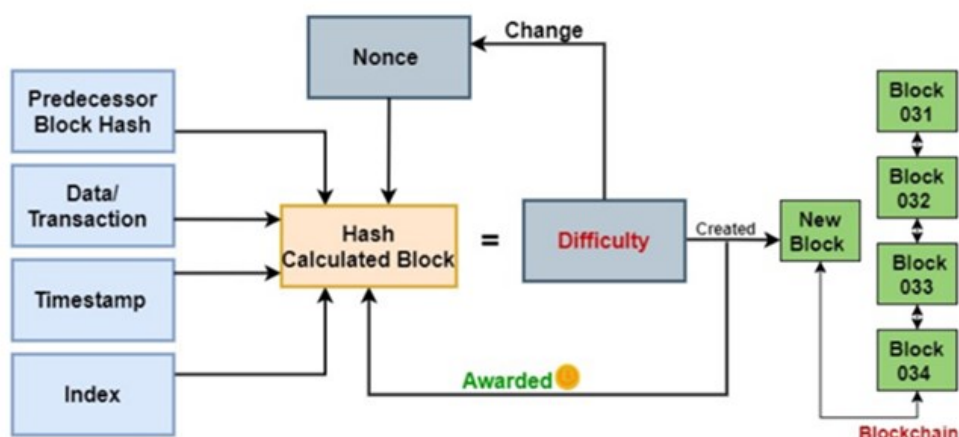 Change
Nonce
Predecessor
Block Hash
Data/
Transaction
Timestamp
Index
Hash
Calculated Block
=
Difficulty
Created
New
Block
Awarded
Block
031
Block
032
Block
033
Block
034
Blockchain